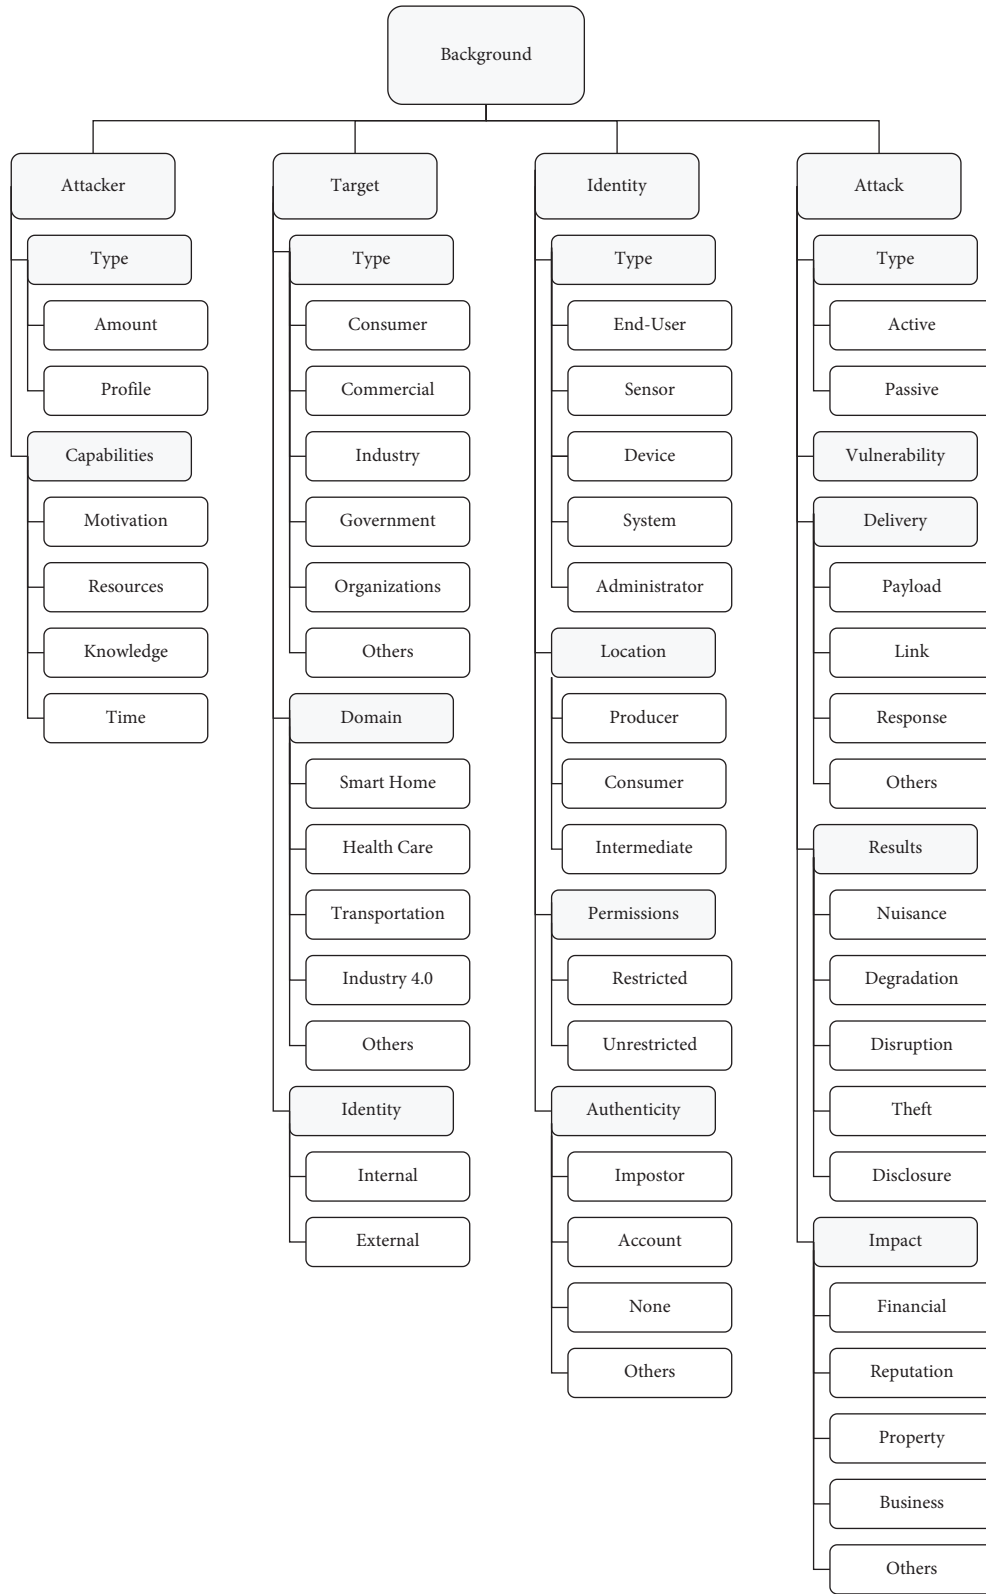 Background
Attacker
Type
Amount
Profile
Capabilities
Motivation
Resources
Knowledge
Time
Target
Type
Consumer
Commercial
Industry
Government
Organizations
Others
Domain
Smart Home
Health Care
Transportation
Industry 4.0
Others
Identity
Internal
External
Identity
Type
End-User
Sensor
Device
System
Administrator
Location
Producer
Consumer
Intermediate
Permissions
Restricted
Unrestricted
Authenticity
Impostor
Account
None
Others
Attack
Type
Active
Passive
Vulnerability
Delivery
Payload
Link
Response
Others
Results
Nuisance
Degradation
Disruption
Theft
Disclosure
Impact
Financial
Reputation
Property
Business
Others